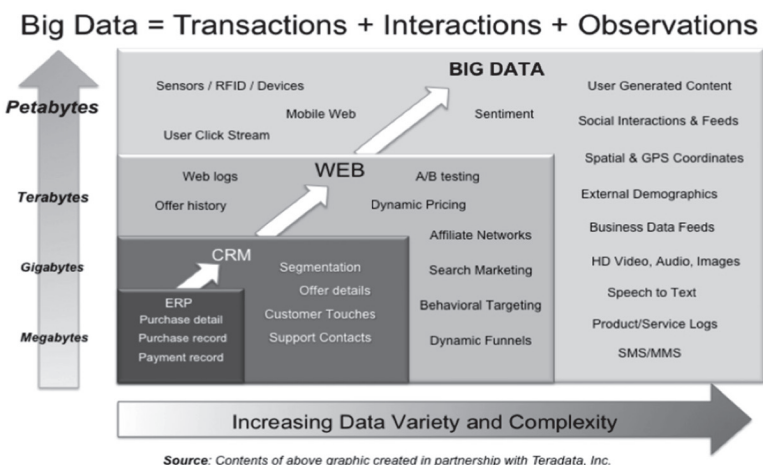 Big Data = Transactions + Interactions + Observations
Petabytes
Terabytes
Gigabytes
Megabytes
BIG DATA
Sensors / RFID / Devices
Mobile Web
User Click Stream
Sentiment
User Generated Content
Social Interactions & Feeds
Spatial & GPS Coordinates
External Demographics
Business Data Feeds
HD Video, Audio, Images
Speech to Text
Product/Service Logs
SMS/MMS
WEB
Web logs
Offer history
A/B testing
Dynamic Pricing
Affiliate Networks
Search Marketing
Behavioral Targeting
Dynamic Funnels
CRM
Segmentation
Offer details
Customer Touches
Support Contacts
ERP
Purchase detail
Purchase record
Payment record
Increasing Data Variety and Complexity
Source: Contents of above graphic created in partnership with Teradata, Inc.